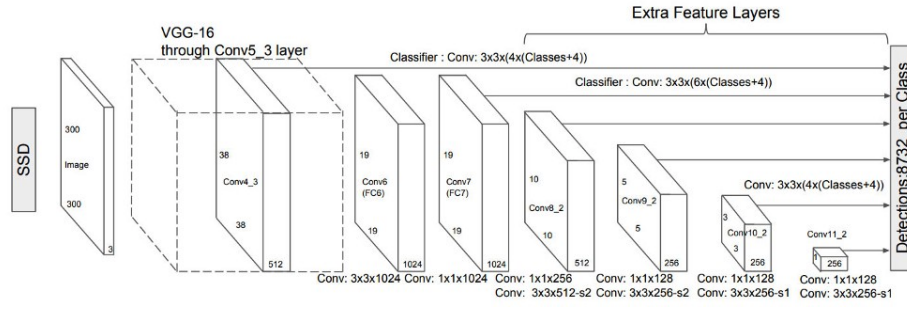 Extra Feature Layers
VGG-16
through Conv5_3 layer
Classifier : Conv: 3x3x(4x(Classes+4))
Classifier : Conv: 3x3x(6x(Classes+4))
SSD
300
Image
300
3
38
Conv4_3
38
512
19
Conv6
(FC6)
19
1024
19
Conv7
(FC7)
19
1024
10
Conv8_2
10
512
5
Conv9_2
5
256
Conv: 3x3x(4x(Classes+4))
3
Conv10_2
3
256
Conv11_2
1
256
Detections:8732 per Class
Conv: 3x3x1024
Conv: 1x1x1024
Conv: 1x1x256
Conv: 3x3x512-s2
Conv: 1x1x128
Conv: 3x3x256-s2
Conv: 1x1x128
Conv: 3x3x256-s1
Conv: 1x1x128
Conv: 3x3x256-s1